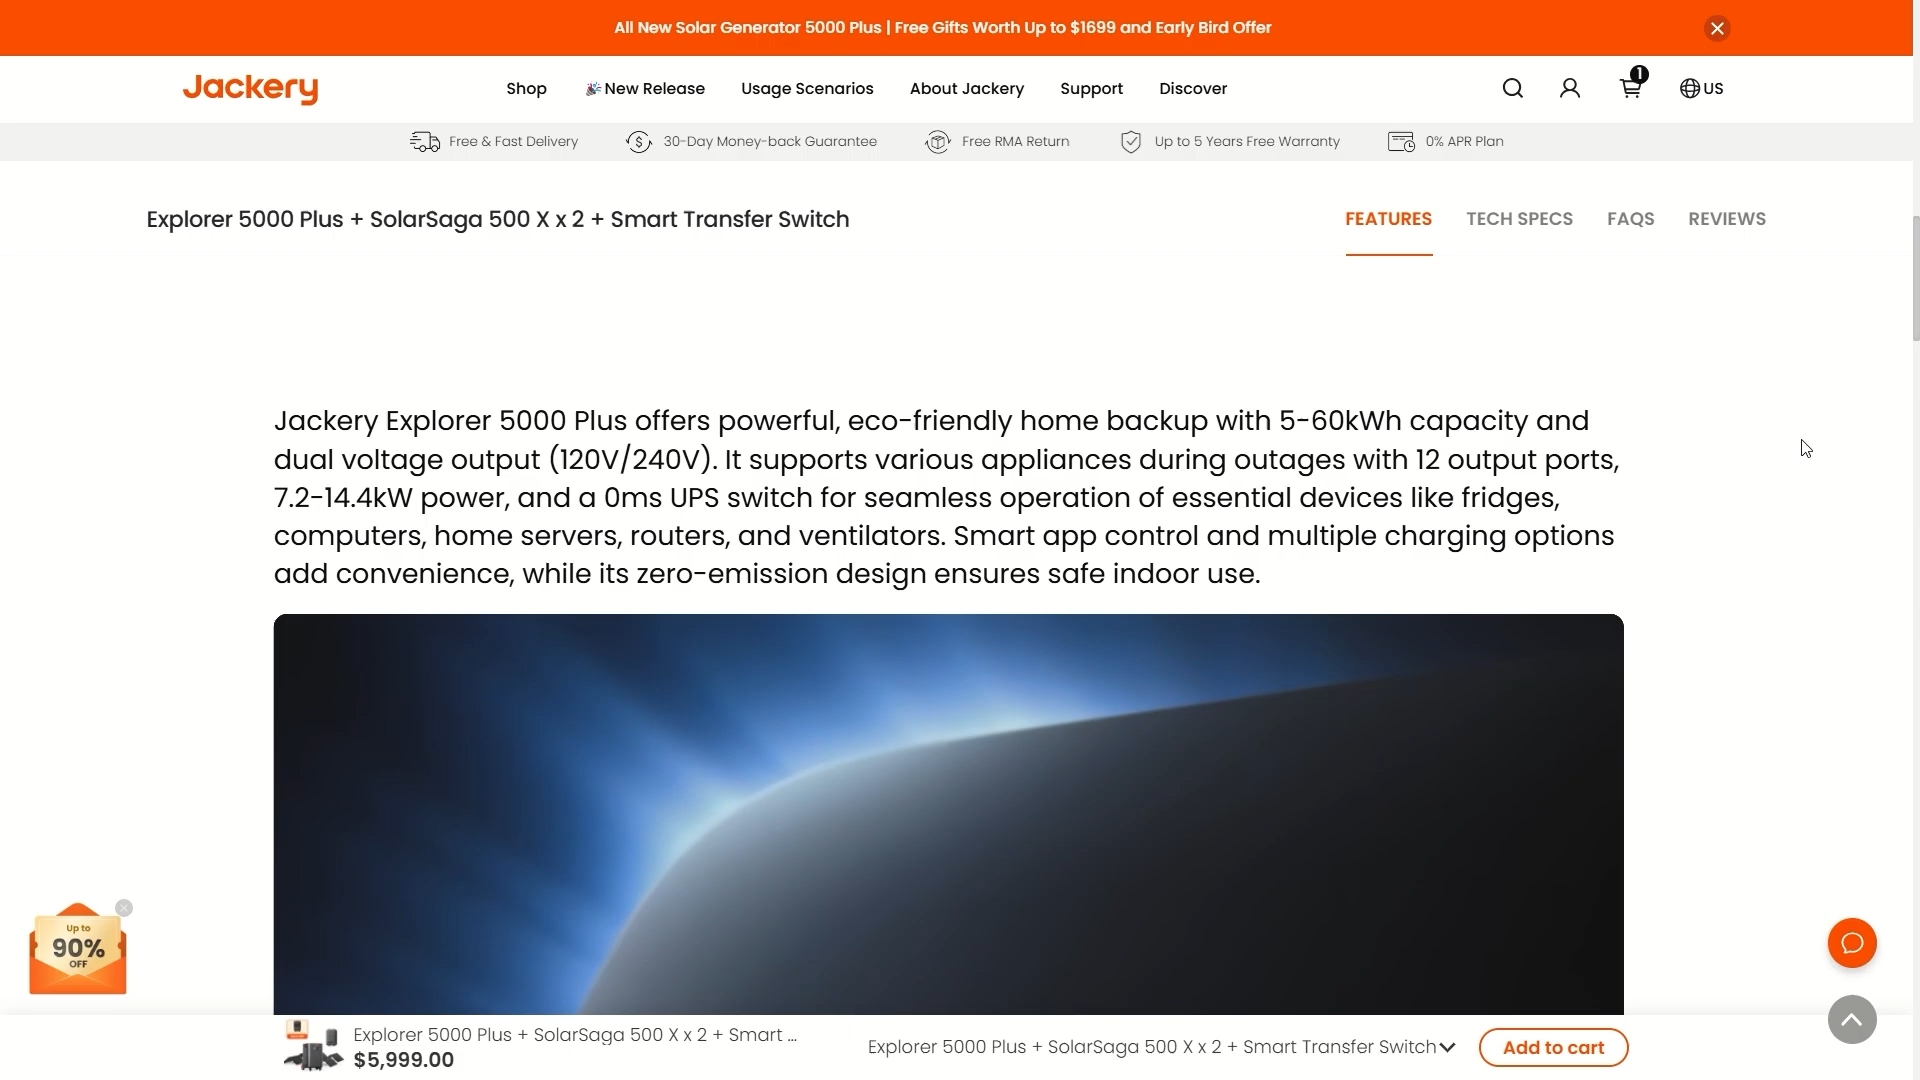 All New Solar Generator 5000 Plus | Free Gifts Worth Up to $1699 and Early Bird Offer
Jackery
Shop
New Release
Usage Scenarios
About Jackery
Support
Discover
1
US
Free & Fast Delivery
30-Day Money-back Guarantee
Free RMA Return
Up to 5 Years Free Warranty
0% APR Plan
Explorer 5000 Plus + SolarSaga 500 X x 2 + Smart Transfer Switch
FEATURES
TECH SPECS
FAQS
REVIEWS
Jackery Explorer 5000 Plus offers powerful, eco-friendly home backup with 5-60kWh capacity and
dual voltage output (120V/240V). It supports various appliances during outages with 12 output ports,
7.2-14.4kW power, and a 0ms UPS switch for seamless operation of essential devices like fridges,
computers, home servers, routers, and ventilators. Smart app control and multiple charging options
add convenience, while its zero-emission design ensures safe indoor use.
Up to
90%
OFF
Explorer 5000 Plus + SolarSaga 500 X x 2 + Smart ...
$5,999.00
Explorer 5000 Plus + SolarSaga 500 X x 2 + Smart Transfer Switch
Add to cart